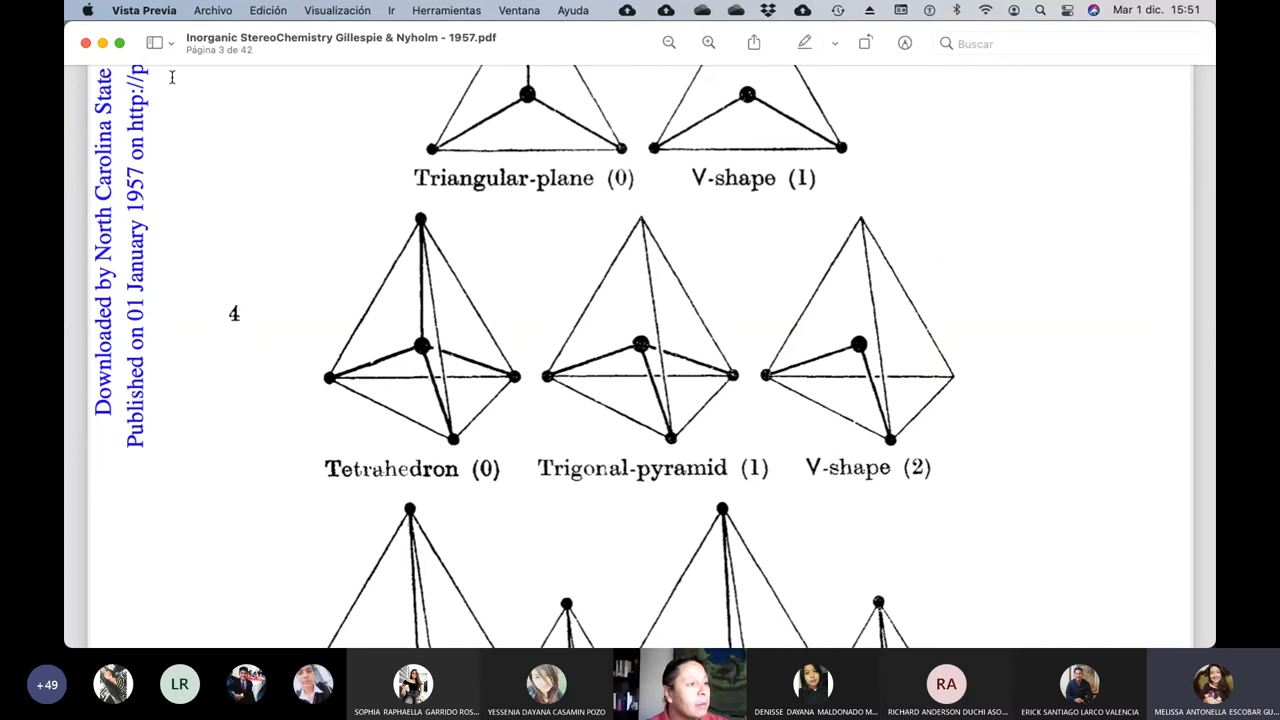 Vista Previa Archivo Edición Visualización Ir Herramientas Ventana Ayuda Mar 1 dic. 15:51
Inorganic StereoChemistry Gillespie & Nyholm - 1957.pdf
Página 3 de 42
Buscar
Downloaded by North Carolina State
Published on 01 January 1957 on http://p
Triangular-plane (0) V-shape (1)
4
Tetrahedron (0) Trigonal-pyramid (1) V-shape (2)
+49
LR
SOPHIA RAPHAELLA GARRIDO ROS...
YESSENIA DAYANA CASAMIN POZO
DENISSE DAYANA MALDONADO M...
RA
RICHARD ANDERSON DUCHI ASO...
ERICK SANTIAGO LARCO VALENCIA
MELISSA ANTONELLA ESCOBAR GU...